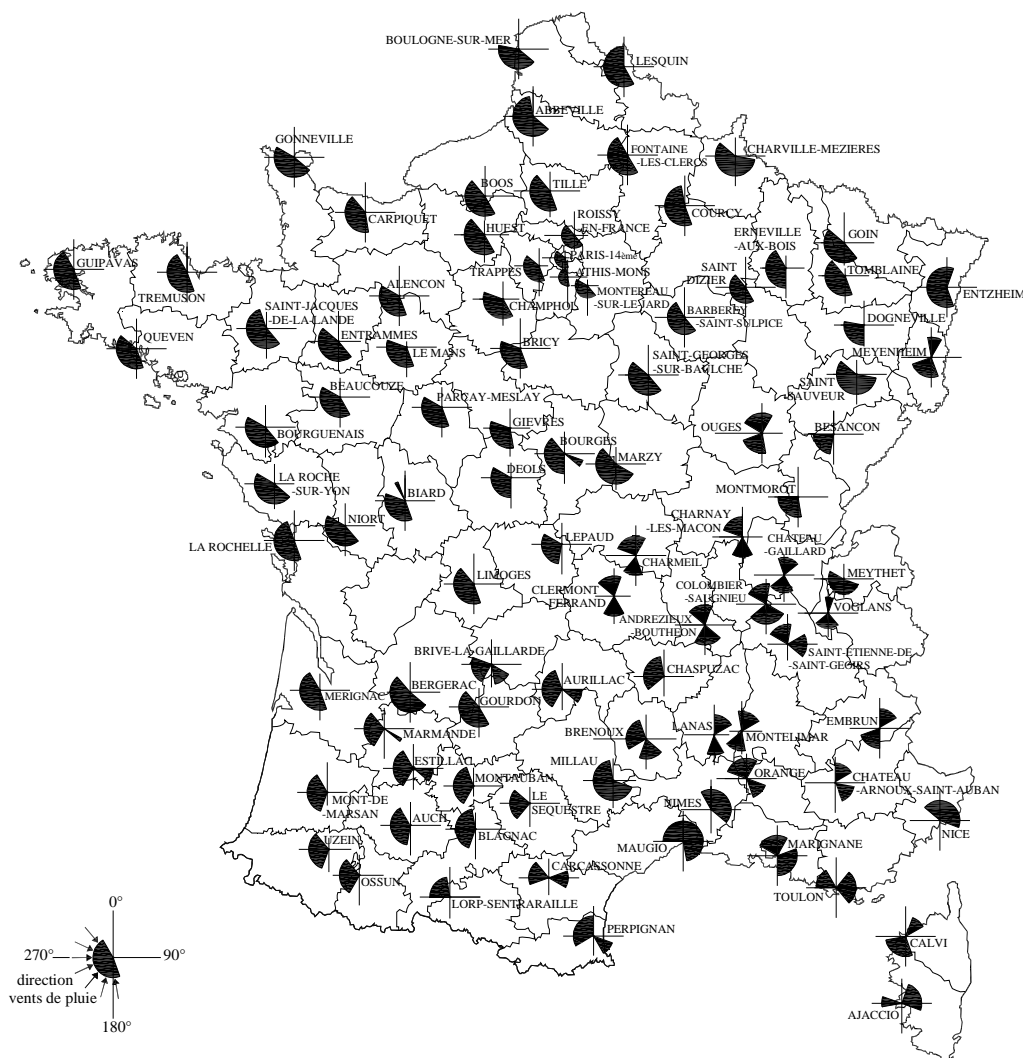 BOULOGNE-SUR-MER
LESQUIN
ABBEVILLE
GONNEVILLE
FONTAINE
-LES-CLERCS
CHARVILLE-MEZIERES
BOOS
TILLE
CARPIQUET
ROISSY
-EN-FRANCE
COURCY
HUEST
ERNEVILLE
-AUX-BOIS
GOIN
PARIS-14ème
GUIPAVAS
TRAPPES
ATHIS-MONS
SAINT
DIZIER
TOMBLAINE
TREMUSON
ALENCON
MONTEREAU
-SUR-LE JARD
ENTZHEIM
SAINT-JACQUES
-DE-LA-LANDE
CHAMPHOL
BARBEREY
-SAINT-SULPICE
DOGNEVILLE
QUEVEN
ENTRAMMES
LE MANS
BRICY
MEYENHEIM
SAINT-GEORGES
-SUR-BAULCHE
BEAUCOUZE
SAINT
-SAUVEUR
PARCAY-MESLAY
GIEVRES
OUGES
BESANCON
BOURGUENAIS
BOURGES
MARZY
LA ROCHE
-SUR-YON
DEOLS
BIARD
MONTMOROT
NIORT
CHARNAY
-LES-MACON
LA ROCHELLE
LEPAUD
CHATEAU
-GAILLARD
CHARMEIL
LIMOGES
MEYTHET
CLERMONT
FERRAND
COLOMBIER
-SAUGNIEU
VOGLANS
ANDREZIEUX
-BOUTHEON
SAINT-ETIENNE-DE
-SAINT-GEOIRS
BRIVE-LA-GAILLARDE
CHASPUZAC
MERIGNAC
BERGERAC
AURILLAC
GOURDON
EMBRUN
MARMANDE
BRENOUX
LANAS
MONTELIMAR
ESTILLAC
MILLAU
ORANGE
MONTAUBAN
CHATEAU
-ARNOUX-SAINT-AUBAN
MONT-DE
-MARSAN
LE
SEQUESTRE
NIMES
AUCH
BLAGNAC
NICE
UZEIN
MAUGIO
MARIGNANE
OSSUN
CARCASSONNE
LORP-SENTRARAILLE
TOULON
PERPIGNAN
CALVI
AJACCIO
0°
270°
90°
direction
vents de pluie
180°